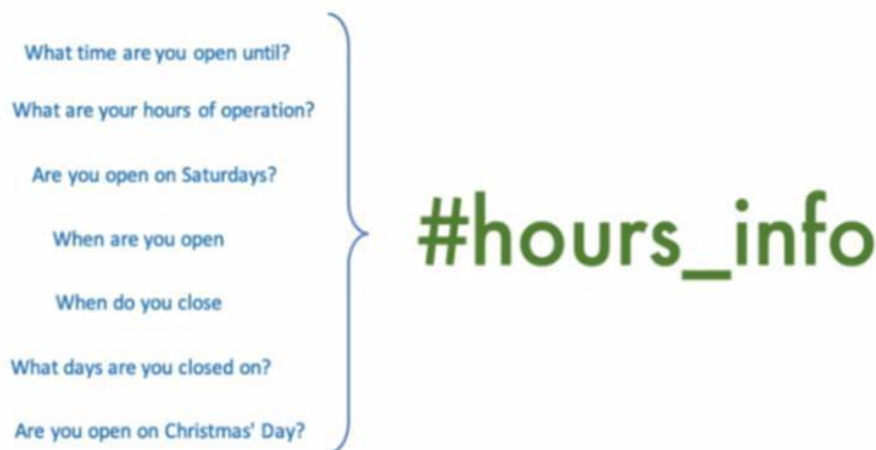 What time are you open until?
What are your hours of operation?
Are you open on Saturdays?
When are you open
When do you close
What days are you closed on?
Are you open on Christmas' Day?
#hours_info